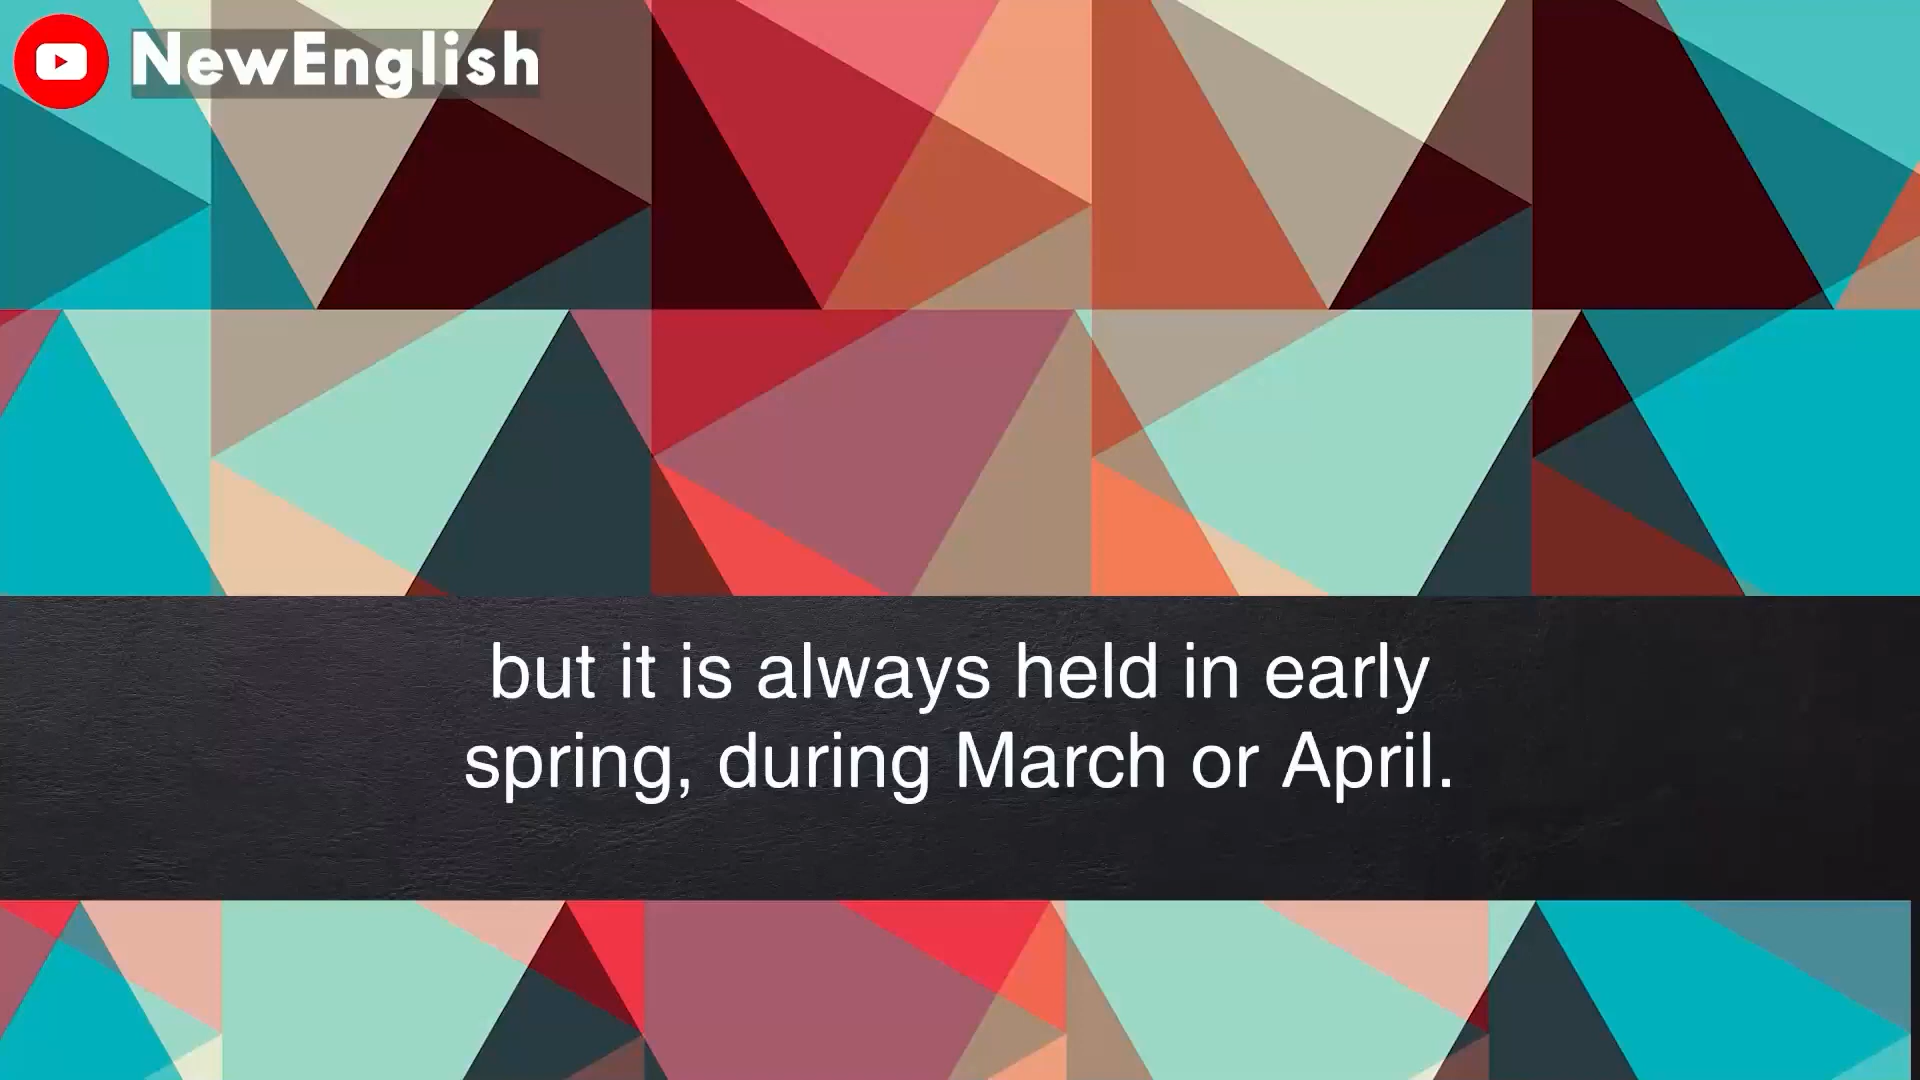 NewEnglish
but it is always held in early
spring, during March or April.